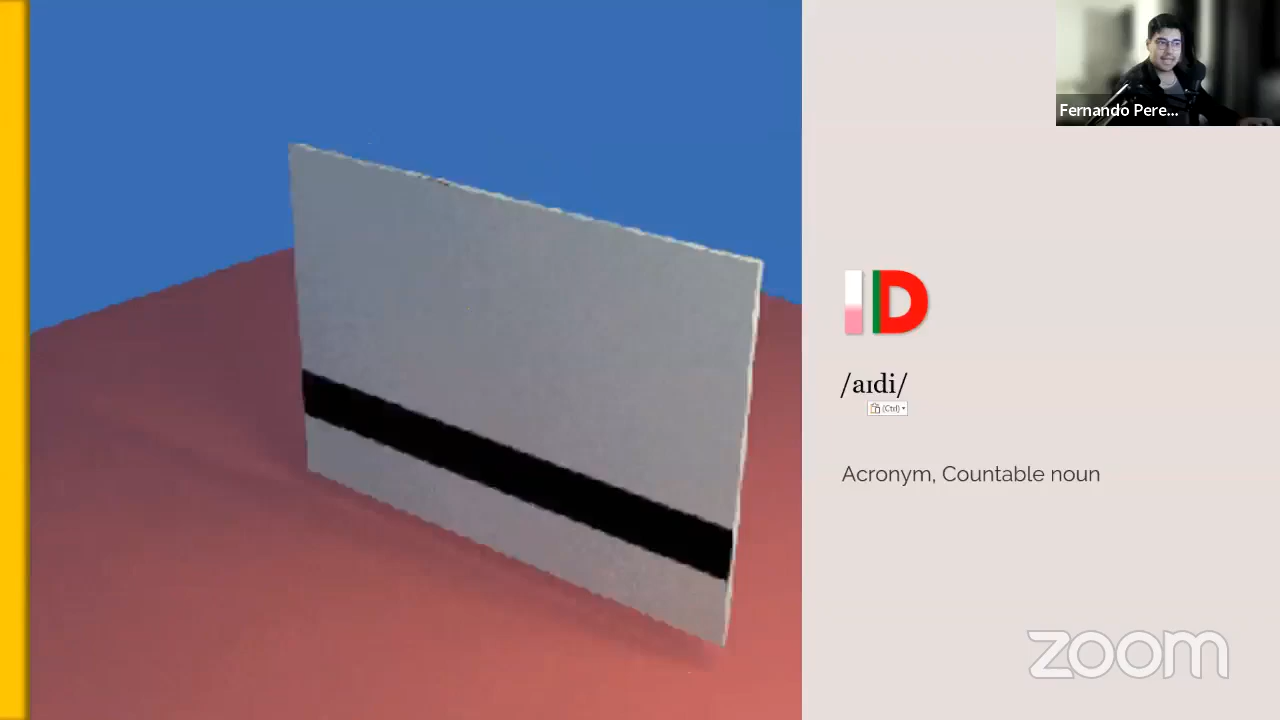 Fernando Pere...
ID
/aɪdi/
(Ctrl)
Acronym, Countable noun
zoom